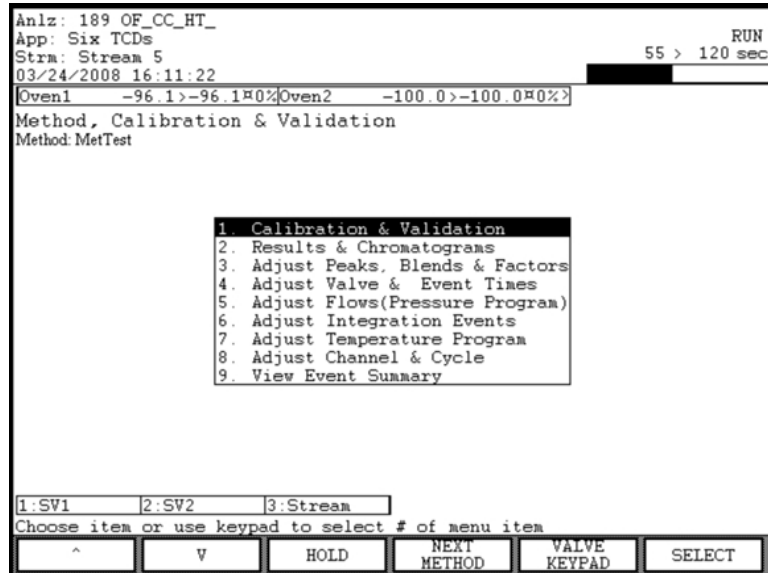 Anlz: 189 OF_CC_HT_
App: Six TCDs
RUN
Strm: Stream 5
55 > 120 sec
03/24/2008 16:11:22
Oven1 -96.1>-96.1¤0% Oven2 -100.0>-100.0¤0%>
Method, Calibration & Validation
Method: MetTest
1. Calibration & Validation
2. Results & Chromatograms
3. Adjust Peaks, Blends & Factors
4. Adjust Valve & Event Times
5. Adjust Flows(Pressure Program)
6. Adjust Integration Events
7. Adjust Temperature Program
8. Adjust Channel & Cycle
9. View Event Summary
1:SV1 2:SV2 3:Stream
Choose item or use keypad to select # of menu item
^ V HOLD NEXT METHOD VALVE KEYPAD SELECT